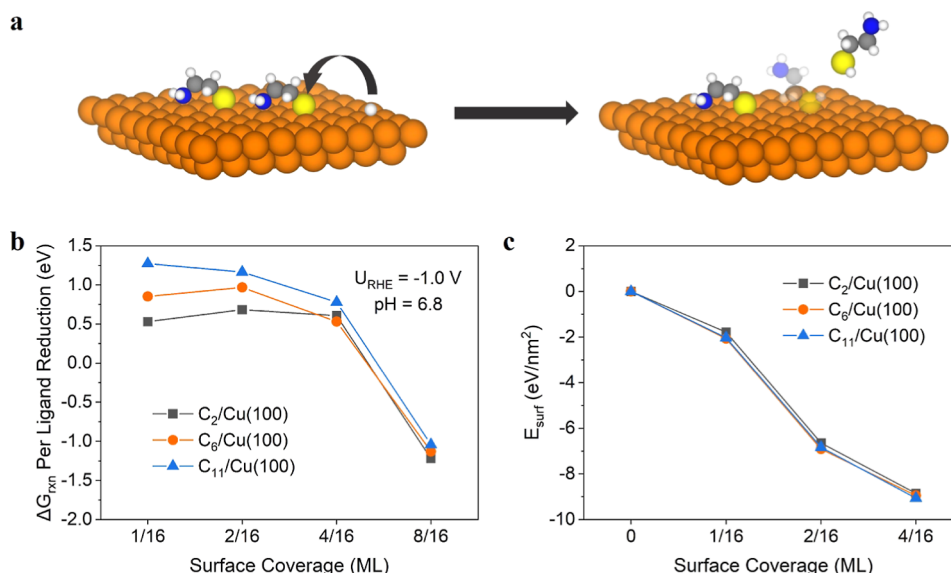 a
b
ΔG_rxn Per Ligand Reduction (eV)
1.5
1.0
0.5
0.0
-0.5
-1.0
-1.5
-2.0
U_RHE = -1.0 V
pH = 6.8
C₂/Cu(100)
C₆/Cu(100)
C₁₁/Cu(100)
1/16
2/16
4/16
8/16
Surface Coverage (ML)
c
E_surf (eV/nm²)
2
0
-2
-4
-6
-8
-10
C₂/Cu(100)
C₆/Cu(100)
C₁₁/Cu(100)
0
1/16
2/16
4/16
Surface Coverage (ML)